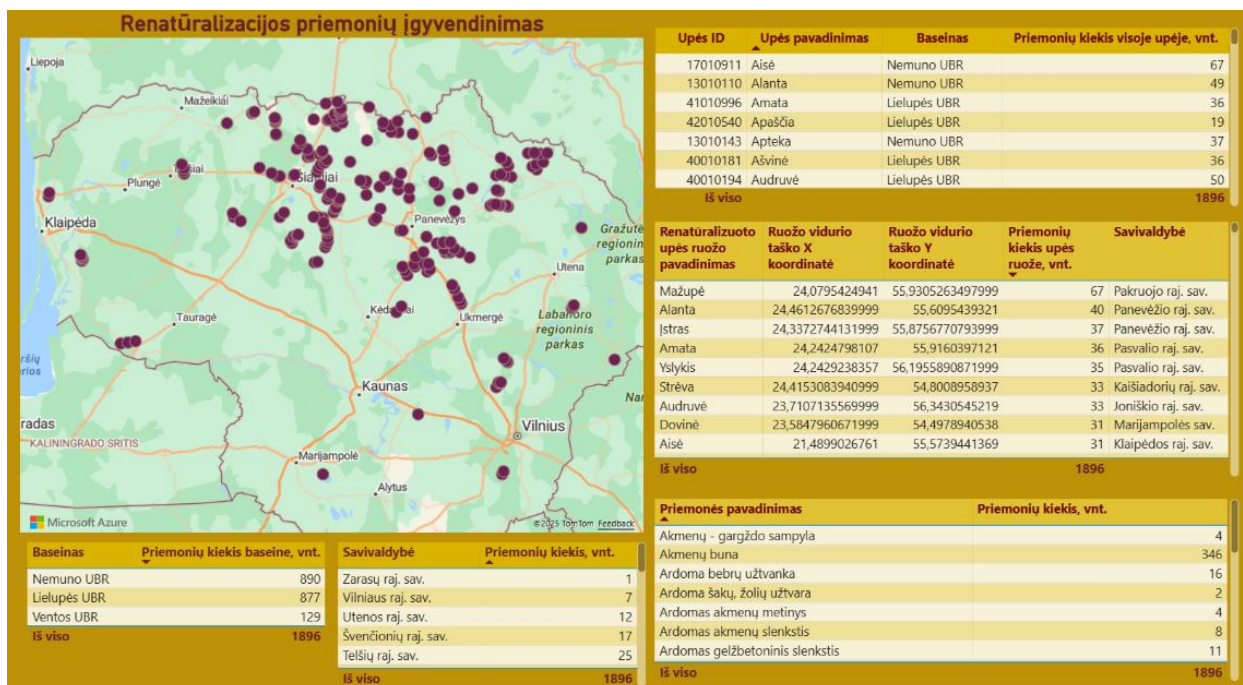 Renatūralizacijos priemonių įgyvendinimas
Liepoja
Mažeikiai
Plungė
Klaipėda
Panevėžys
Gražutė
regionin
parkas
Utena
Tauragė
Ukmergė
Labanoro
regioninis
parkas
Kaunas
Vilnius
radas
KALININGRADO SRITIS
Marijampolė
Alytus
Microsoft Azure
©2025 TomTom Feedback
Upės ID Upės pavadinimas Baseinas Priemonių kiekis visoje upėje, vnt.
17010911 Aisė Nemuno UBR 67
13010110 Alanta Nemuno UBR 49
41010996 Amata Lielupės UBR 36
42010540 Apaščia Lielupės UBR 19
13010143 Apteka Nemuno UBR 37
40010181 Ašvinė Lielupės UBR 36
40010194 Audruvė Lielupės UBR 50
Iš viso 1896
Renatūralizuoto upės ruožo pavadinimas Ruožo vidurio taško X koordinatė Ruožo vidurio taško Y koordinatė Priemonių kiekis upės ruože, vnt. Savivaldybė
Mažupė 24,0795424941 55,9305263497999 67 Pakruojo raj. sav.
Alanta 24,4612676839999 55,6095439321 40 Panevėžio raj. sav.
Įstras 24,3372744131999 55,8756770793999 37 Panevėžio raj. sav.
Amata 24,2424798107 55,9160397121 36 Pasvalio raj. sav.
Yslykis 24,2429238357 56,1955890871999 35 Pasvalio raj. sav.
Strėva 24,4153083940999 54,8008958937 33 Kaišiadorių raj. sav.
Audruvė 23,7107135569999 56,3430545219 33 Joniškio raj. sav.
Dovinė 23,5847960671999 54,4978940538 31 Marijampolės sav.
Aisė 21,4899026761 55,5739441369 31 Klaipėdos raj. sav.
Iš viso 1896
Priemonės pavadinimas Priemonių kiekis, vnt.
Akmenų - gargždo sampyla 4
Akmenų buna 346
Ardoma bebrų užtvanka 16
Ardoma šakų, žolių užtvara 2
Ardomas akmenų metinys 4
Ardomas akmenų slenkstis 8
Ardomas gelžbetoninis slenkstis 11
Iš viso 1896
Baseinas Priemonių kiekis baseine, vnt.
Nemuno UBR 890
Lielupės UBR 877
Ventos UBR 129
Iš viso 1896
Savivaldybė Priemonių kiekis, vnt.
Zarasų raj. sav. 1
Vilniaus raj. sav. 7
Utenos raj. sav. 12
Švenčionių raj. sav. 17
Telšių raj. sav. 25
Iš viso 1896